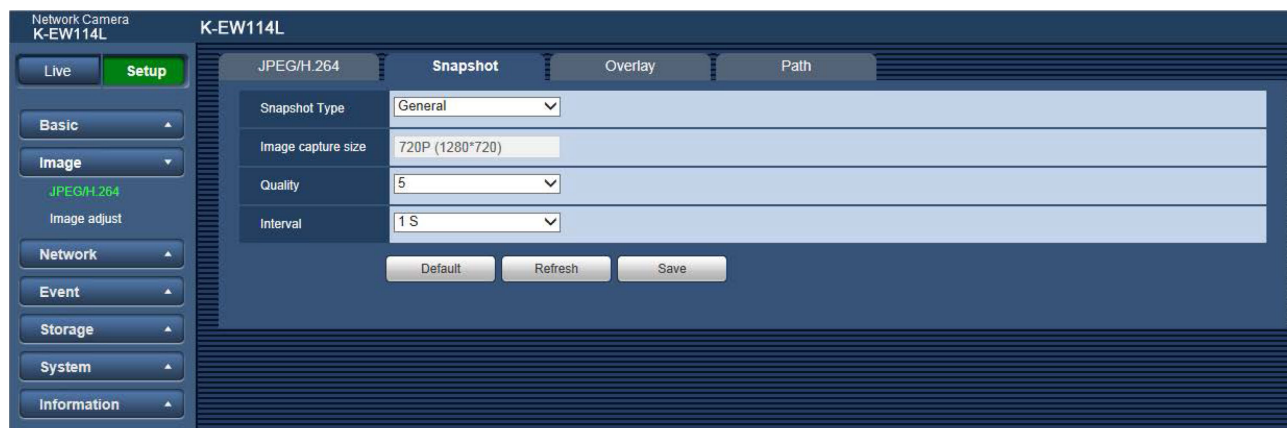 Network Camera
K-EW114L
K-EW114L
Live
Setup
Basic
Image
JPEG/H.264
Image adjust
Network
Event
Storage
System
Information
JPEG/H.264
Snapshot
Overlay
Path
Snapshot Type
General
Image capture size
720P (1280*720)
Quality
5
Interval
1 S
Default
Refresh
Save